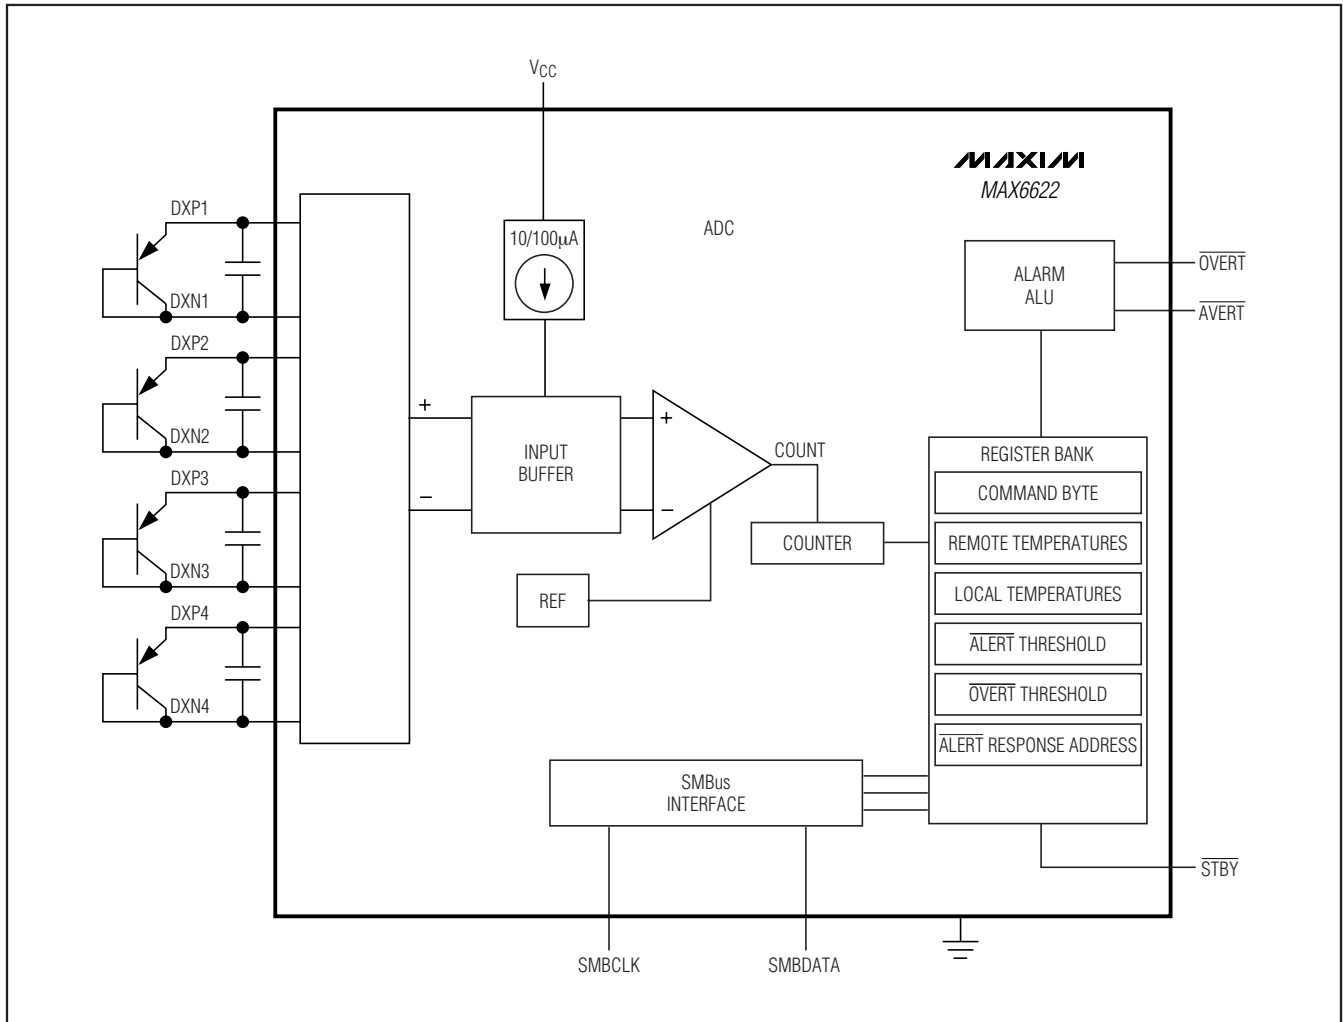 VCC
MAXIM
MAX6622
DXP1
10/100µA
ADC
ALARM
ALU
OVERT
AVERT
DXN1
DXP2
DXN2
+
−
INPUT
BUFFER
+
−
COUNT
REGISTER BANK
COMMAND BYTE
REMOTE TEMPERATURES
LOCAL TEMPERATURES
ALERT THRESHOLD
OVERT THRESHOLD
ALERT RESPONSE ADDRESS
DXP3
COUNTER
DXN3
REF
DXP4
DXN4
SMBus
INTERFACE
STBY
SMBCLK
SMBDATA